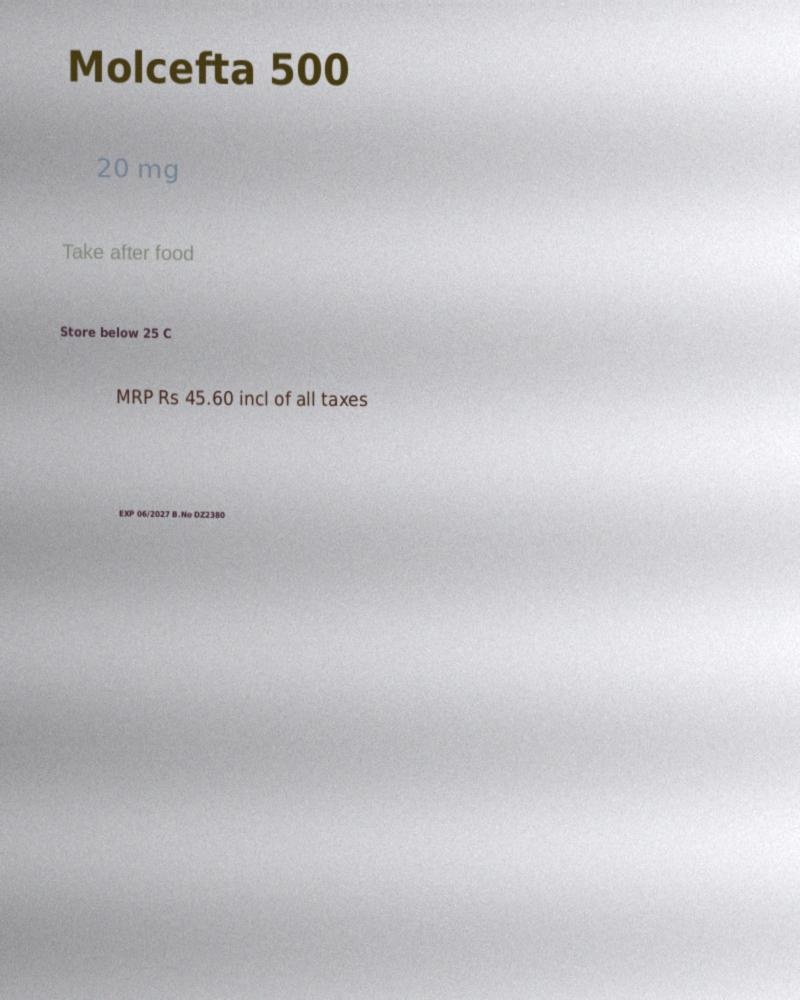 Molcefta 500
20 mg
Take after food
Store below 25 C
MRP Rs 45.60 incl of all taxes
EXP 06/2027 B.No DZ2380